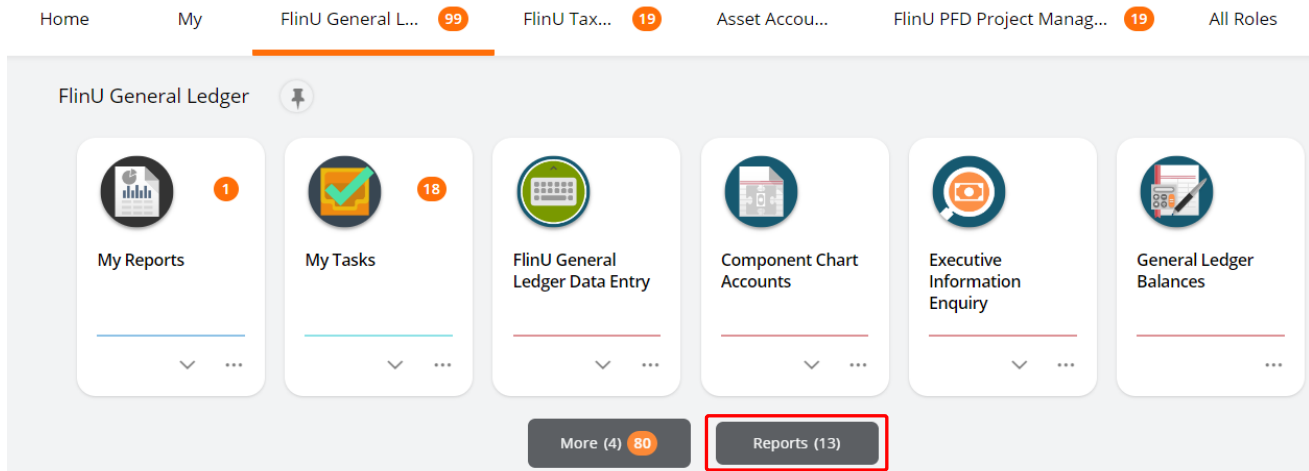 Home My FlinU General L... 99 FlinU Tax... 19 Asset Accou... FlinU PFD Project Manag... 19 All Roles
FlinU General Ledger
1 18
My Reports My Tasks FlinU General Component Chart Executive General Ledger
Ledger Data Entry Accounts Information Balances
Enquiry
More (4) 80 Reports (13)